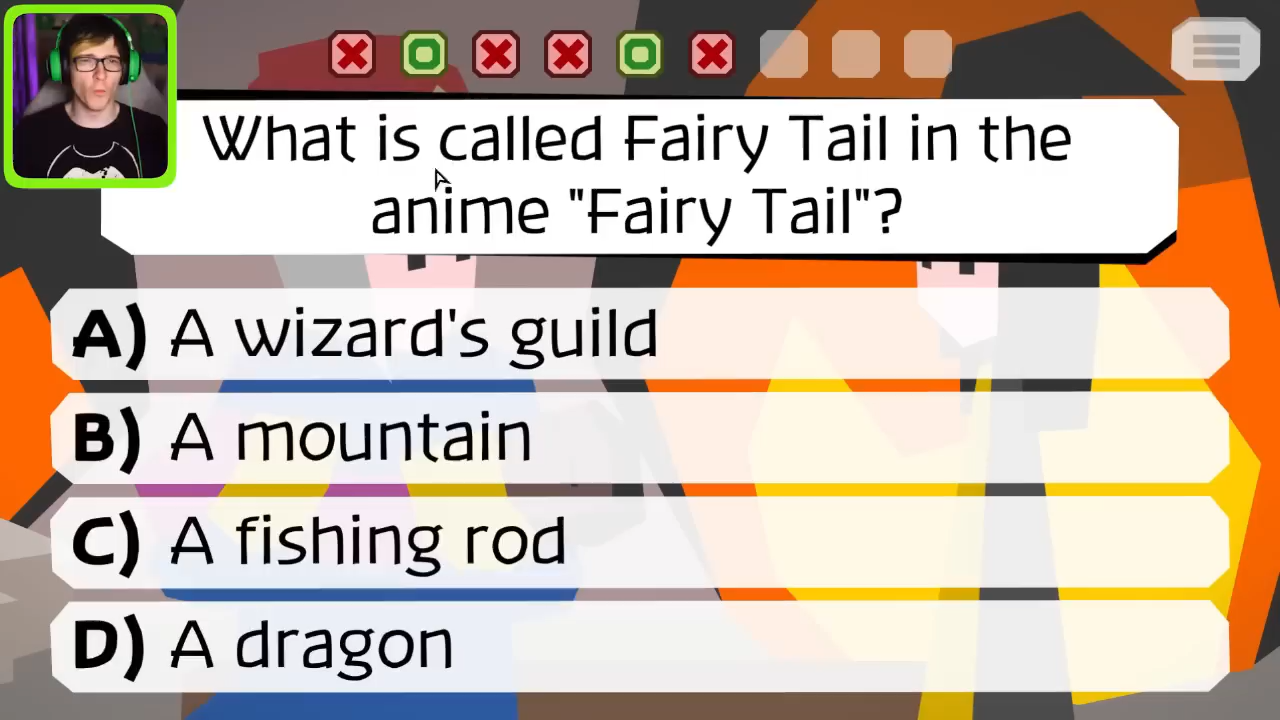 What is called Fairy Tail in the
anime "Fairy Tail"?
A) A wizard's guild
B) A mountain
C) A fishing rod
D) A dragon